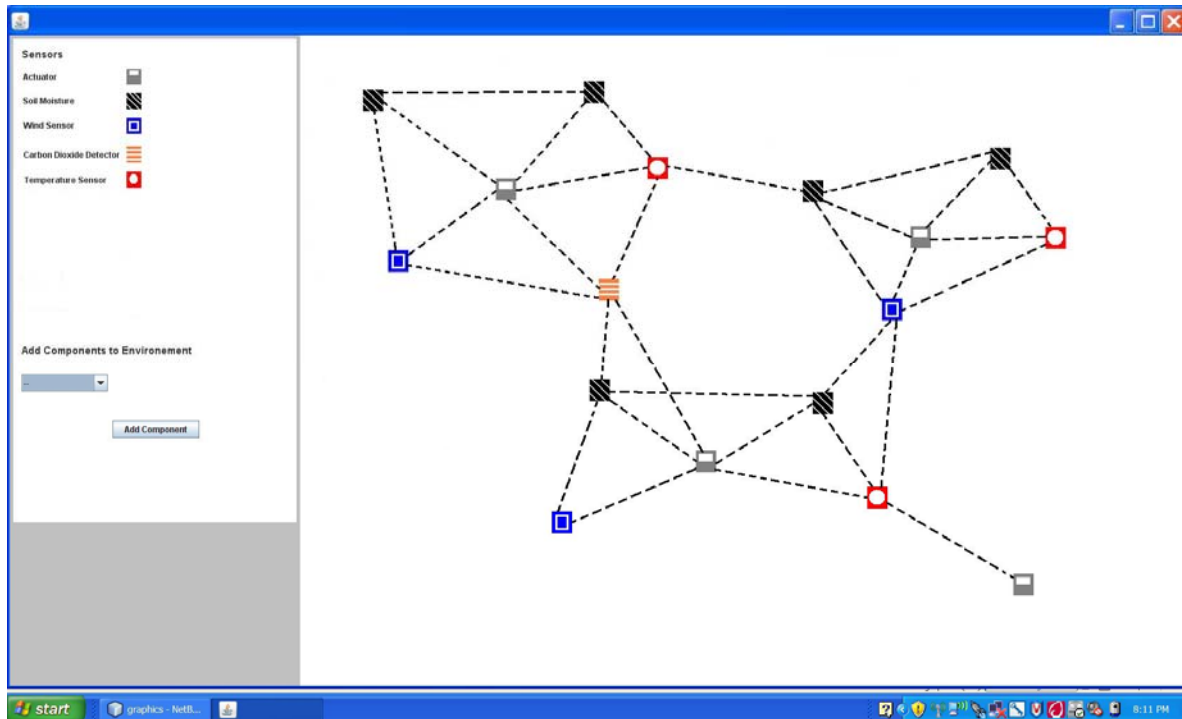 Sensors
Actuator
Soil Moisture
Wind Sensor
Carbon Dioxide Detector
Temperature Sensor
Add Components to Environement
--
Add Component
start
graphics - NetB...
8:11 PM